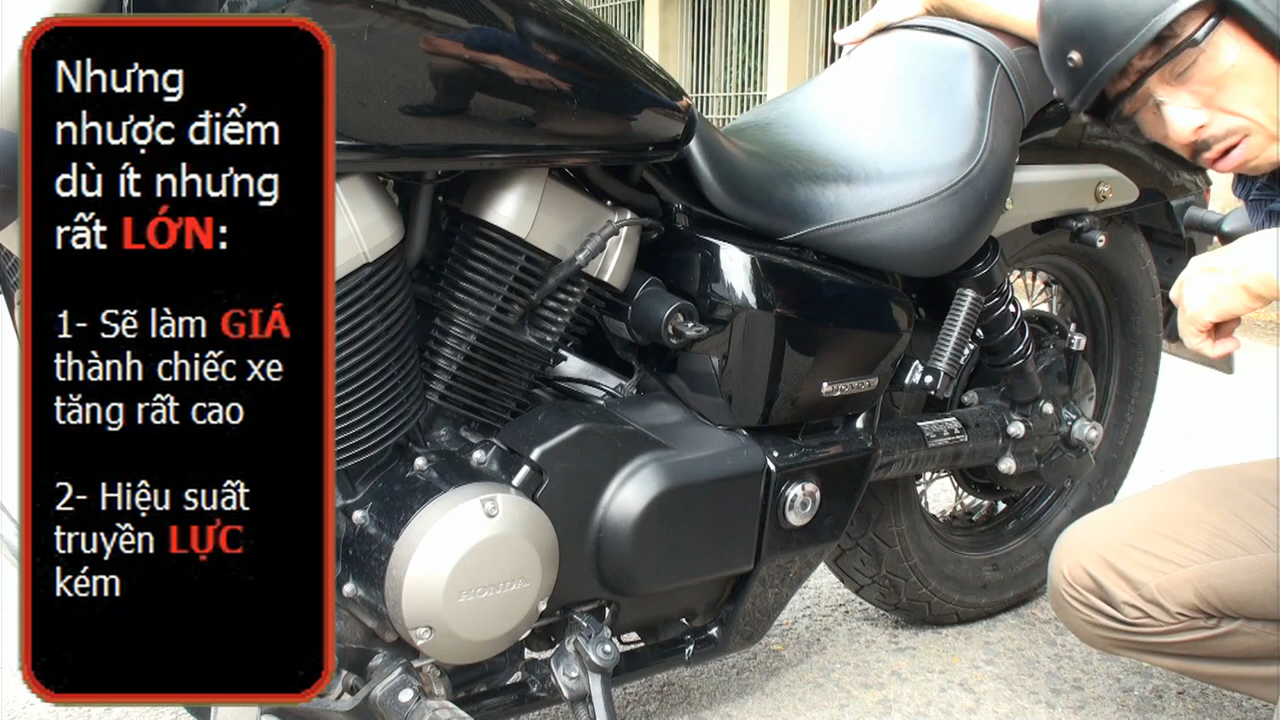 Nhưng
nhược điểm
dù ít nhưng
rất LỚN:
1- Sẽ làm GIÁ
thành chiếc xe
tăng rất cao
2- Hiệu suất
truyền LỰC
kém
HONDA
HONDA